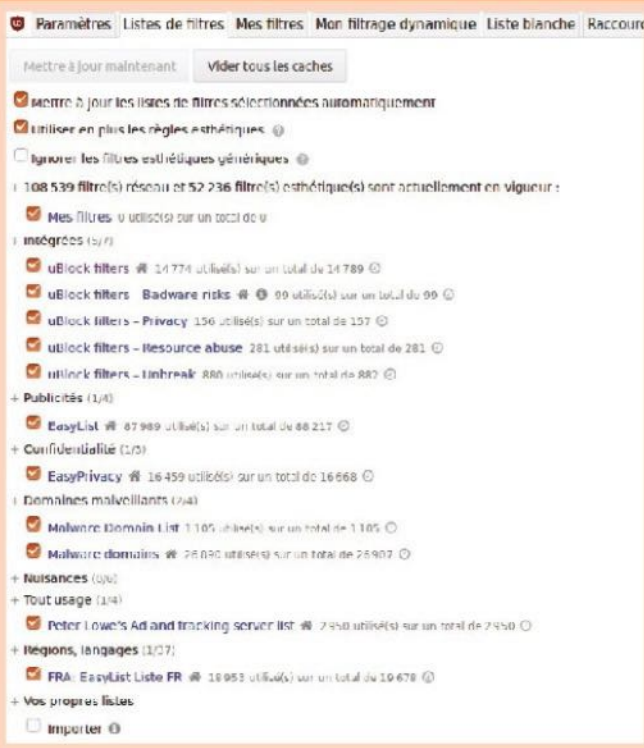 Paramètres Listes de filtres Mes filtres Mon filtrage dynamique Liste blanche Raccourc
Mettre à jour maintenant Vider tous les caches
Mettre à jour les listes de filtres sélectionnées automatiquement
Utiliser en plus les règles esthétiques
Ignorer les filtres esthétiques génériques
108 539 filtre(s) réseau et 52 236 filtre(s) esthétique(s) sont actuellement en vigueur :
Mes filtres 0 utilisé(s) sur un total de 0
Intégrées (5/7)
uBlock filters 14 774 utilisé(s) sur un total de 14 789
uBlock filters – Badware risks 99 utilisé(s) sur un total de 99
uBlock filters – Privacy 156 utilisé(s) sur un total de 157
uBlock filters – Resource abuse 281 utilisé(s) sur un total de 281
uBlock filters – Unbreak 880 utilisé(s) sur un total de 882
+ Publicités (1/4)
EasyList 87 989 utilisé(s) sur un total de 88 217
+ Confidentialité (1/5)
EasyPrivacy 16 459 utilisé(s) sur un total de 16 668
+ Domaines malveillants (2/4)
Malware Domain List 1 105 utilisé(s) sur un total de 1 105
Malware domains 26 890 utilisé(s) sur un total de 26 907
+ Nuisances (0/6)
+ Tout usage (1/4)
Peter Lowe's Ad and tracking server list 2 950 utilisé(s) sur un total de 2 950
+ Régions, langages (1/37)
FRA: EasyList Liste FR 18 953 utilisé(s) sur un total de 19 678
+ Vos propres listes
Importer